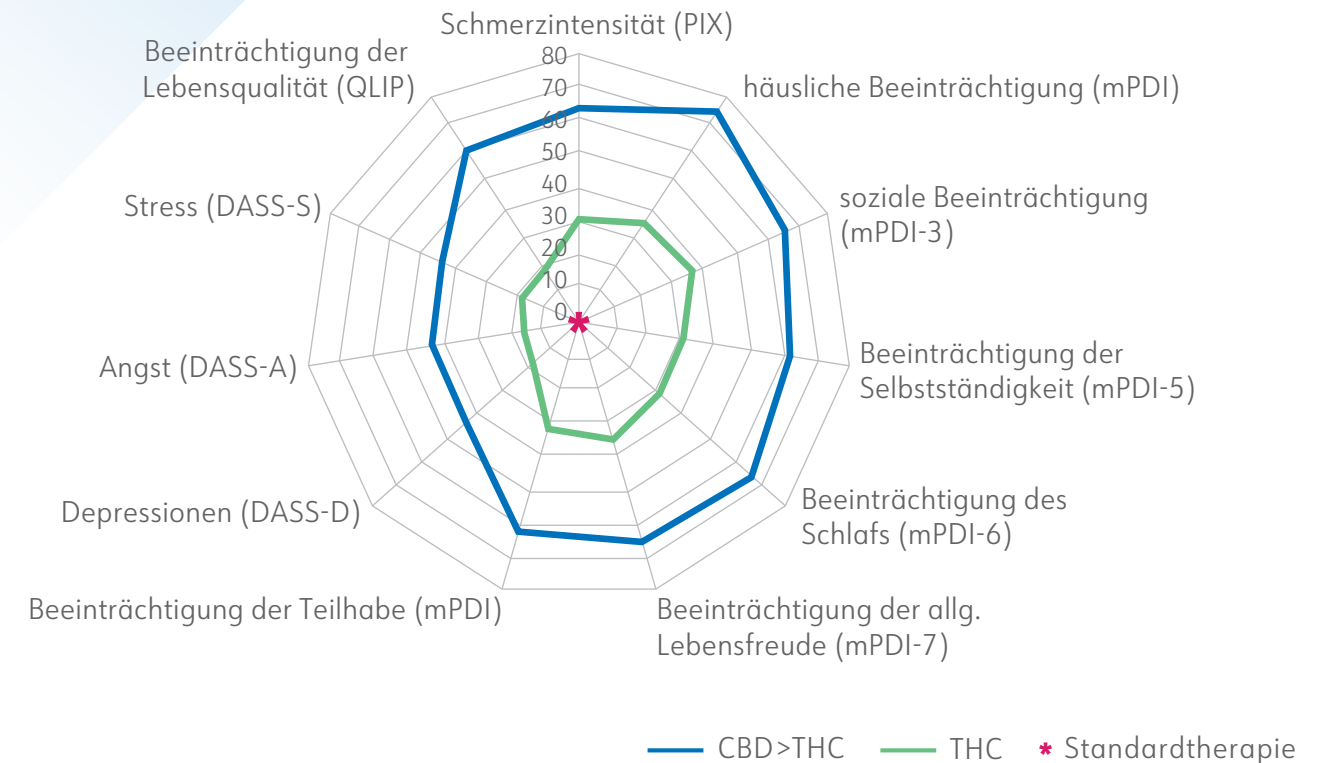 Schmerzintensität (PIX)
Beeinträchtigung der
Lebensqualität (QLIP)
80
70
60
50
40
30
20
10
0
*
häusliche Beeinträchtigung (mPDI)
soziale Beeinträchtigung
(mPDI-3)
Stress (DASS-S)
Beeinträchtigung der
Selbstständigkeit (mPDI-5)
Angst (DASS-A)
Beeinträchtigung des
Schlafs (mPDI-6)
Depressionen (DASS-D)
Beeinträchtigung der Teilhabe (mPDI)
Beeinträchtigung der allg.
Lebensfreude (mPDI-7)
CBD>THC THC * Standardtherapie